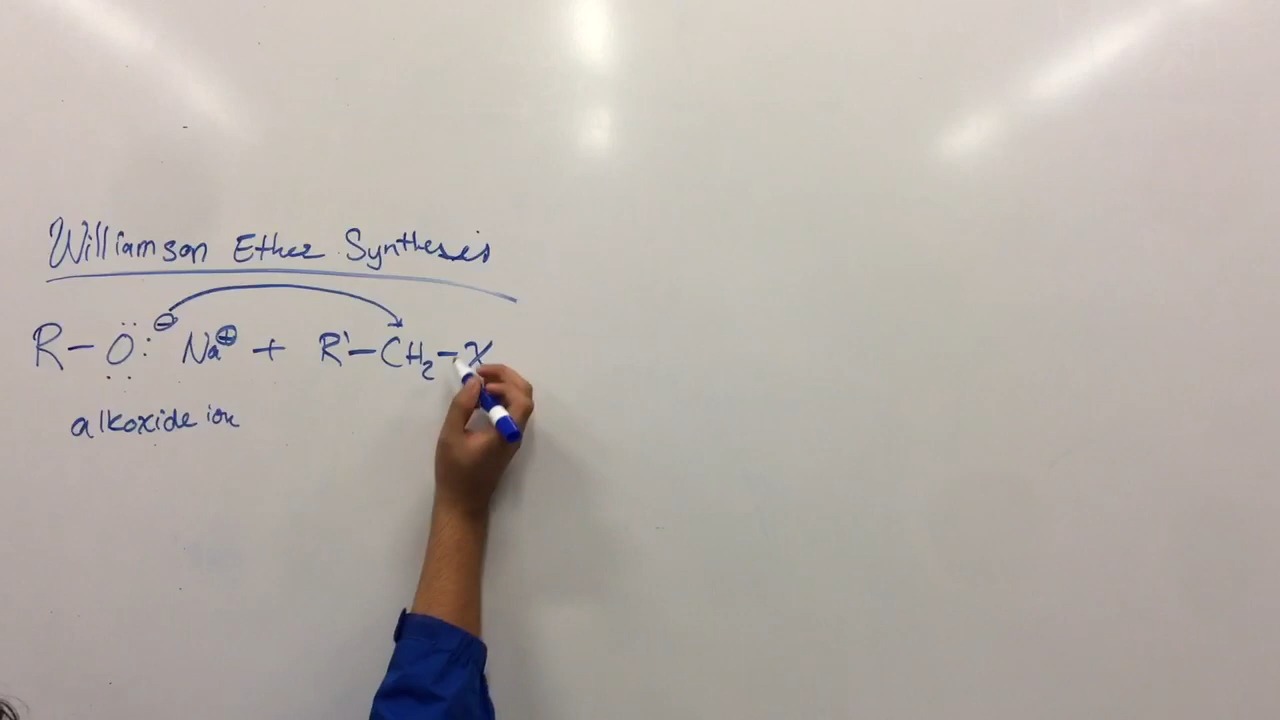 Williamson Ether Synthesis
R-Ö:⊖ Na⊕ + R'-CH₂-X
alkoxide ion